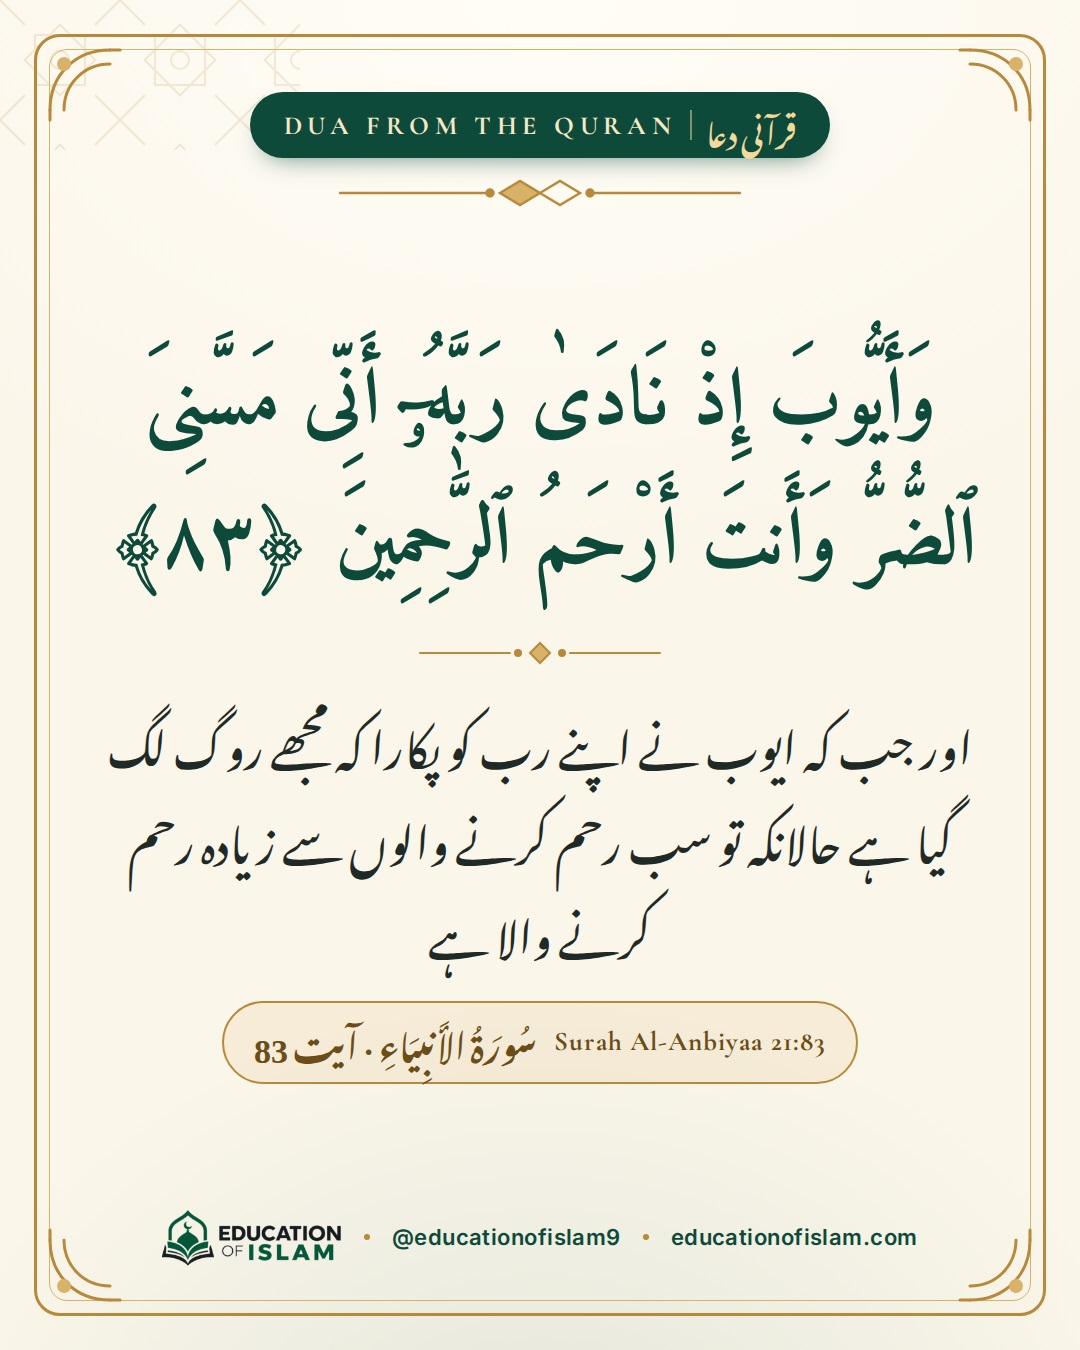 DUA FROM THE QURAN | قرآنی دعا
وَأَيُّوبَ إِذْ نَادَىٰ رَبَّهُۥٓ أَنِّى مَسَّنِىَ
ٱلضُّرُّ وَأَنتَ أَرْحَمُ ٱلرَّٰحِمِينَ ﴿٨٣﴾
اور جب کہ ایوب نے اپنے رب کو پکارا کہ مجھے روگ لگ
گیا ہے حالانکہ تو سب رحم کرنے والوں سے زیادہ رحم
کرنے والا ہے
سُورَةُ الأَنبِيَاءِ · آیت 83 Surah Al-Anbiyaa 21:83
EDUCATION OF ISLAM • @educationofislam9 • educationofislam.com